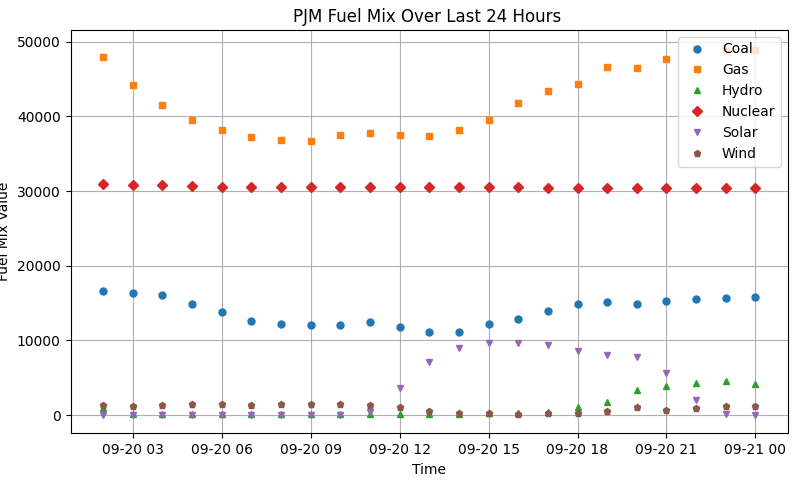 PJM Fuel Mix Over Last 24 Hours
50000
40000
30000
20000
10000
0
Fuel Mix Value
Coal
Gas
Hydro
Nuclear
Solar
Wind
09-20 03 09-20 06 09-20 09 09-20 12 09-20 15 09-20 18 09-20 21 09-21 00
Time